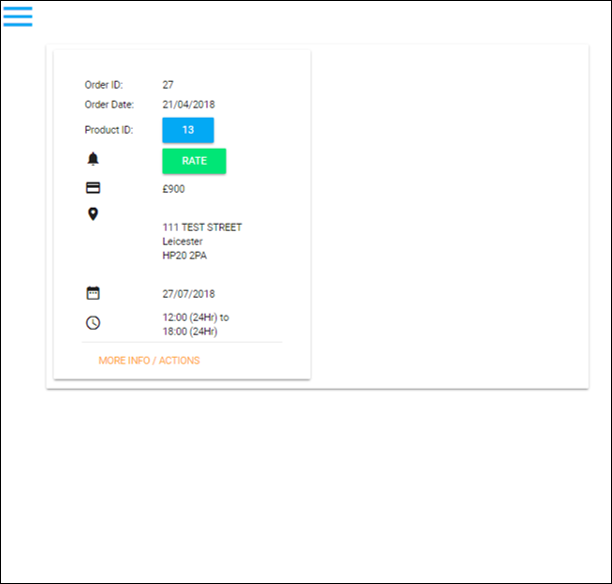 Order ID: 27
Order Date: 21/04/2018
Product ID: 13
RATE
£900
111 TEST STREET
Leicester
HP20 2PA
27/07/2018
12:00 (24Hr) to
18:00 (24Hr)
MORE INFO / ACTIONS